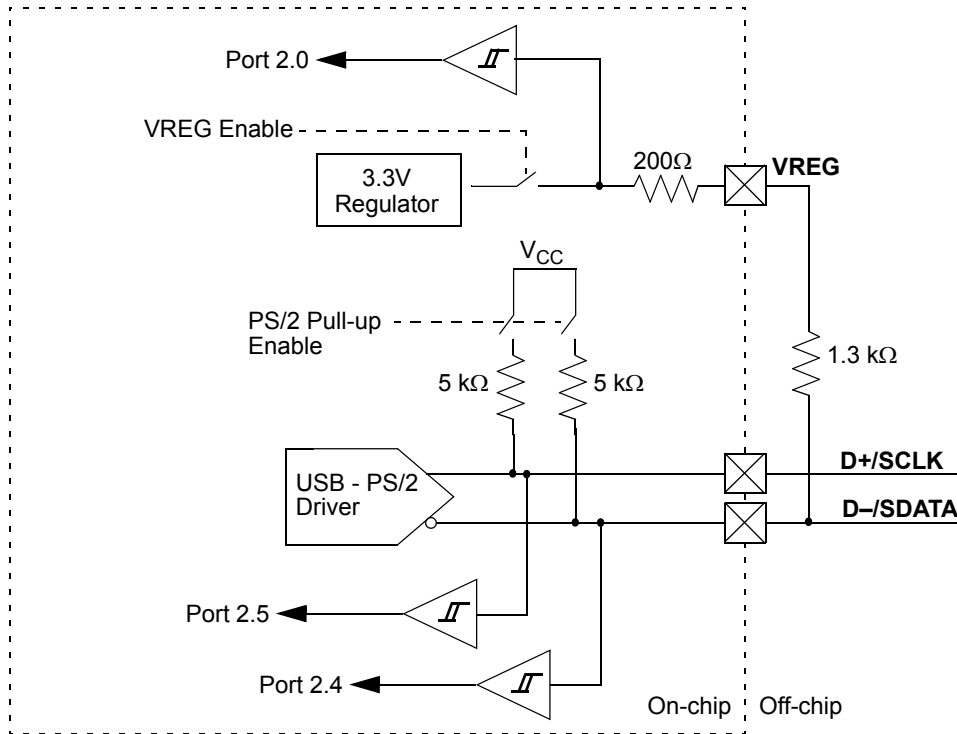 Port 2.0
VREG Enable
3.3V
Regulator
200Ω
VREG
VCC
PS/2 Pull-up
Enable
5 kΩ
5 kΩ
1.3 kΩ
USB - PS/2
Driver
D+/SCLK
D–/SDATA
Port 2.5
Port 2.4
On-chip
Off-chip